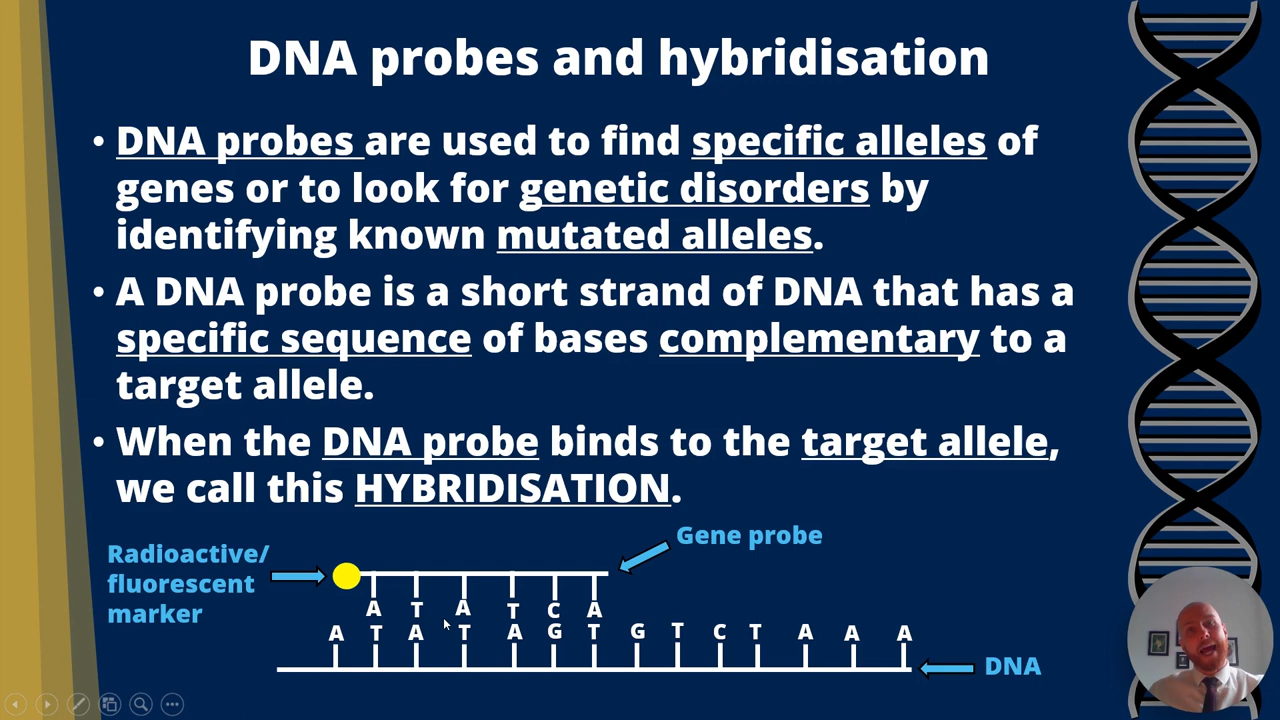 DNA probes and hybridisation
• DNA probes are used to find specific alleles of
genes or to look for genetic disorders by
identifying known mutated alleles.
• A DNA probe is a short strand of DNA that has a
specific sequence of bases complementary to a
target allele.
• When the DNA probe binds to the target allele,
we call this HYBRIDISATION.
Radioactive/
fluorescent
marker
Gene probe
A T A T C A
A T A T A G T G T C T A A A
DNA